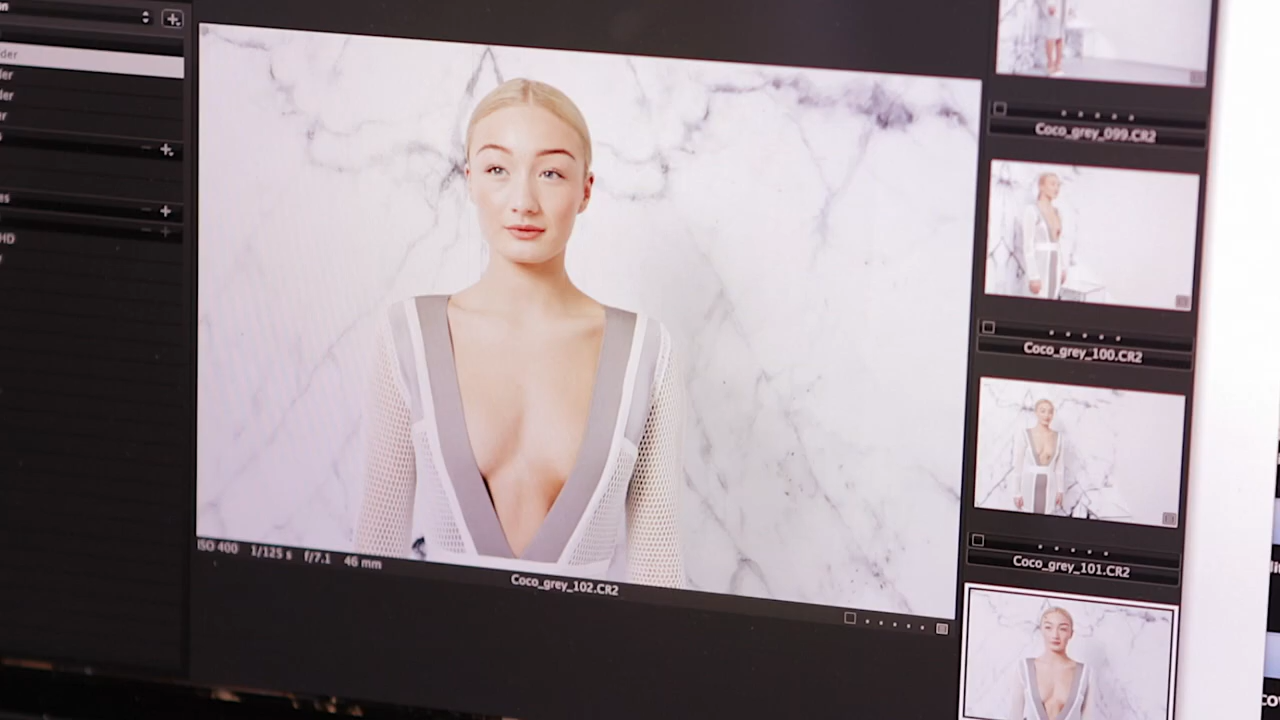 Coco_grey_099.CR2
Coco_grey_100.CR2
Coco_grey_101.CR2
ISO 400 1/125 s f/7.1 46 mm
Coco_grey_102.CR2
HD